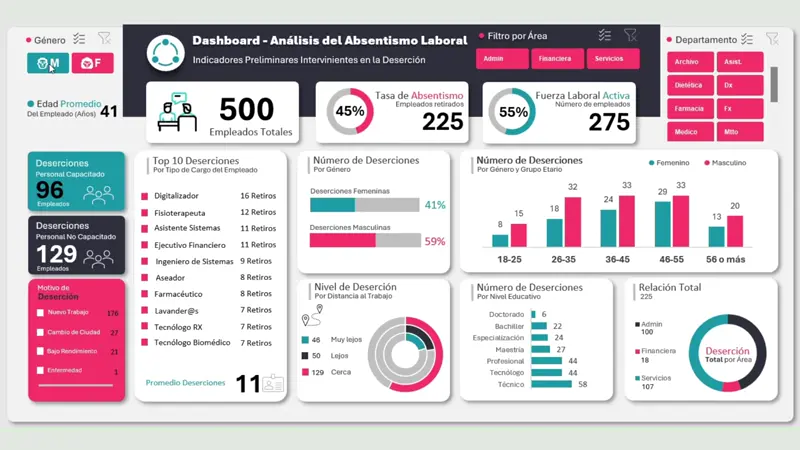 Género
M
F
Edad Promedio
Del Empleado (Años)
41
Dashboard - Análisis del Absentismo Laboral
Indicadores Preliminares Intervinientes en la Deserción
Filtro por Área
Admin
Financiera
Servicios
Departamento
Archivo
Asist.
Dietética
Dx
Farmacia
Fx
Medico
Mtto
500
Empleados Totales
45%
Tasa de Absentismo
Empleados retirados
225
55%
Fuerza Laboral Activa
Número de empleados
275
Deserciones
Personal Capacitado
96
Empleados
Deserciones
Personal No Capacitado
129
Empleados
Motivo de
Deserción
Nuevo Trabajo 176
Cambio de Ciudad 27
Bajo Rendimiento 21
Enfermedad 1
Top 10 Deserciones
Por Tipo de Cargo del Empleado
Digitalizador 16 Retiros
Fisioterapeuta 12 Retiros
Asistente Sistemas 11 Retiros
Ejecutivo Financiero 11 Retiros
Ingeniero de Sistemas 9 Retiros
Aseador 8 Retiros
Farmacéutico 8 Retiros
Lavander@s 7 Retiros
Tecnólogo RX 7 Retiros
Tecnólogo Biomédico 7 Retiros
Promedio Deserciones 11
Número de Deserciones
Por Género
Deserciones Femeninas
41%
Deserciones Masculinas
59%
Número de Deserciones
Por Género y Grupo Etario
Femenino Masculino
8 15 18 32 24 33 29 33 13 20
18-25 26-35 36-45 46-55 56 o más
Nivel de Deserción
Por Distancia al Trabajo
46 Muy lejos
50 Lejos
129 Cerca
Número de Deserciones
Por Nivel Educativo
Doctorado 6
Bachiller 22
Especialización 24
Maestria 27
Profesional 44
Tecnólogo 44
Técnico 58
Relación Total
225
Admin
100
Financiera
18
Servicios
107
Deserción
Total por Área